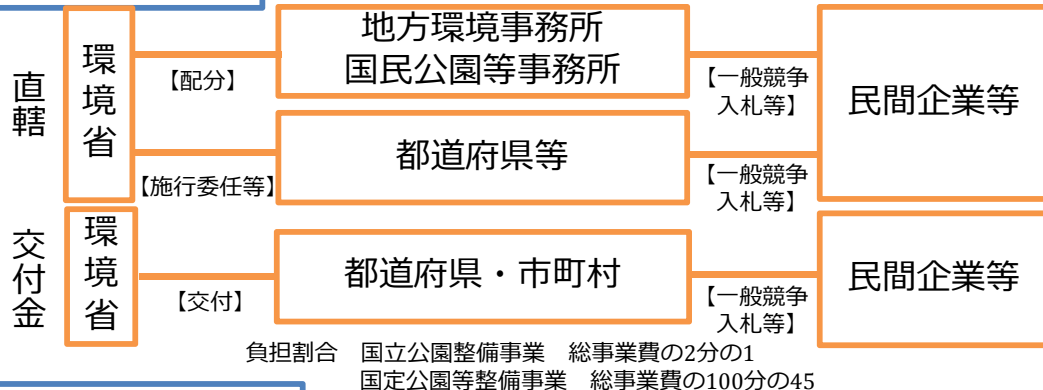 直轄
環境省
【配分】
地方環境事務所
国民公園等事務所
【一般競争
入札等】
民間企業等
【施行委任等】
都道府県等
【一般競争
入札等】
交付金
環境省
【交付】
都道府県・市町村
【一般競争
入札等】
民間企業等
負担割合　国立公園整備事業　総事業費の2分の1
国定公園等整備事業　総事業費の100分の45